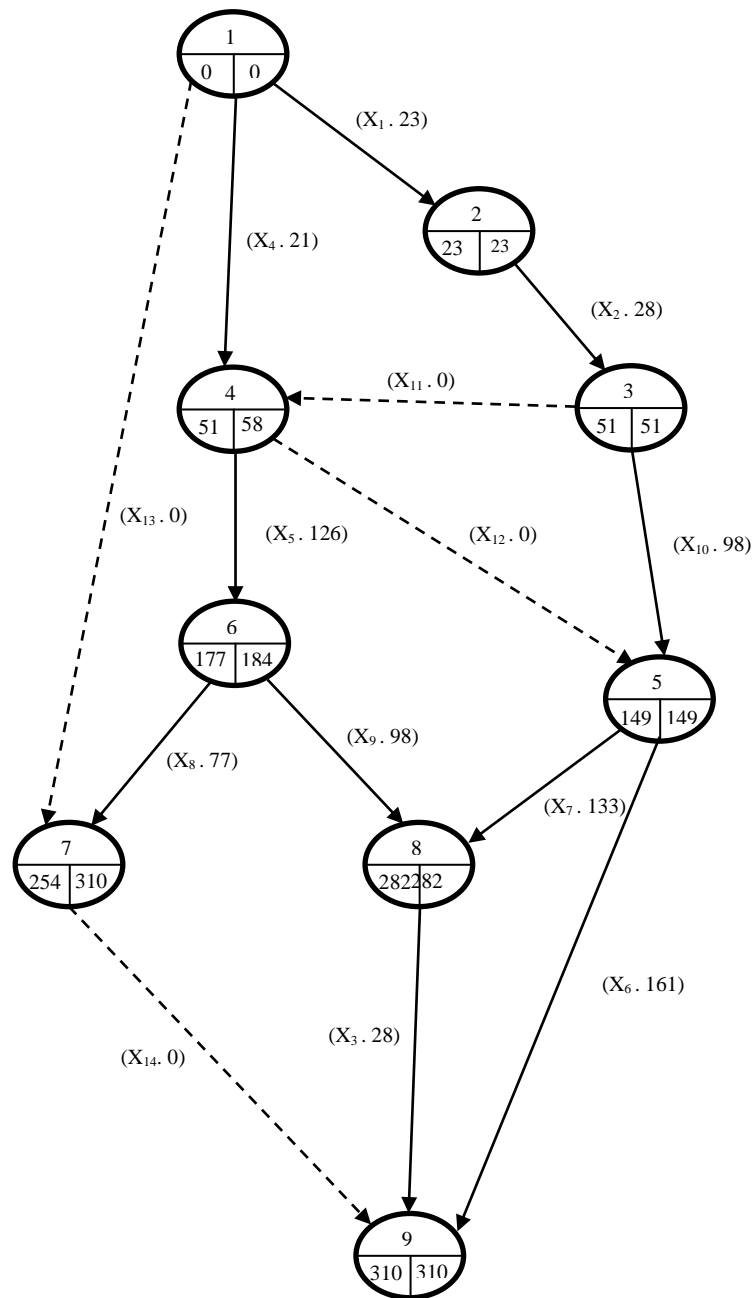 1
0 0
(X₁ . 23)
2
23 23
(X₄ . 21)
(X₂ . 28)
(X₁₁. 0)
4
51 58
3
51 51
(X₁₃. 0)
(X₅ . 126)
(X₁₂. 0)
(X₁₀. 98)
6
177 184
5
149 149
(X₉ . 98)
(X₈ . 77)
(X₇ . 133)
7
254 310
8
282 282
(X₆ . 161)
(X₃ . 28)
(X₁₄. 0)
9
310 310